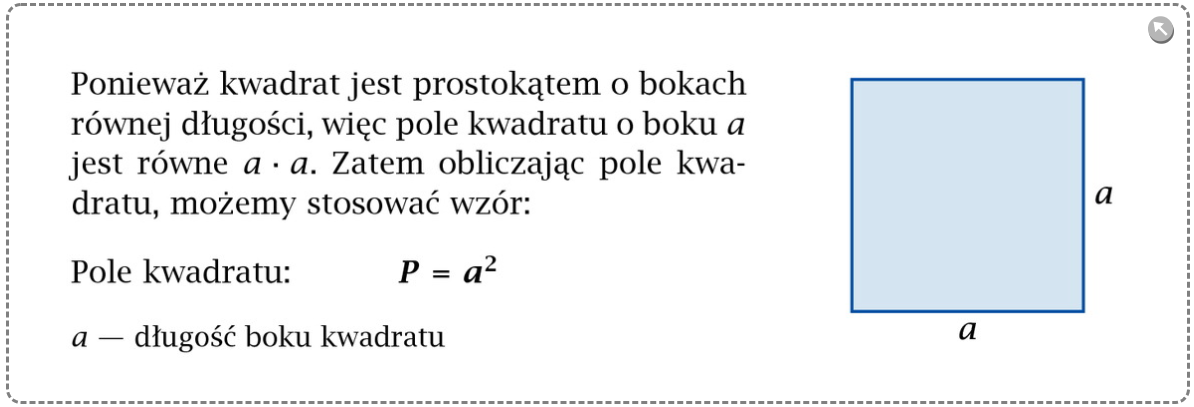 Ponieważ kwadrat jest prostokątem o bokach
równej długości, więc pole kwadratu o boku a
jest równe a · a. Zatem obliczając pole kwa-
dratu, możemy stosować wzór:
Pole kwadratu: P = a²
a — długość boku kwadratu
a
a